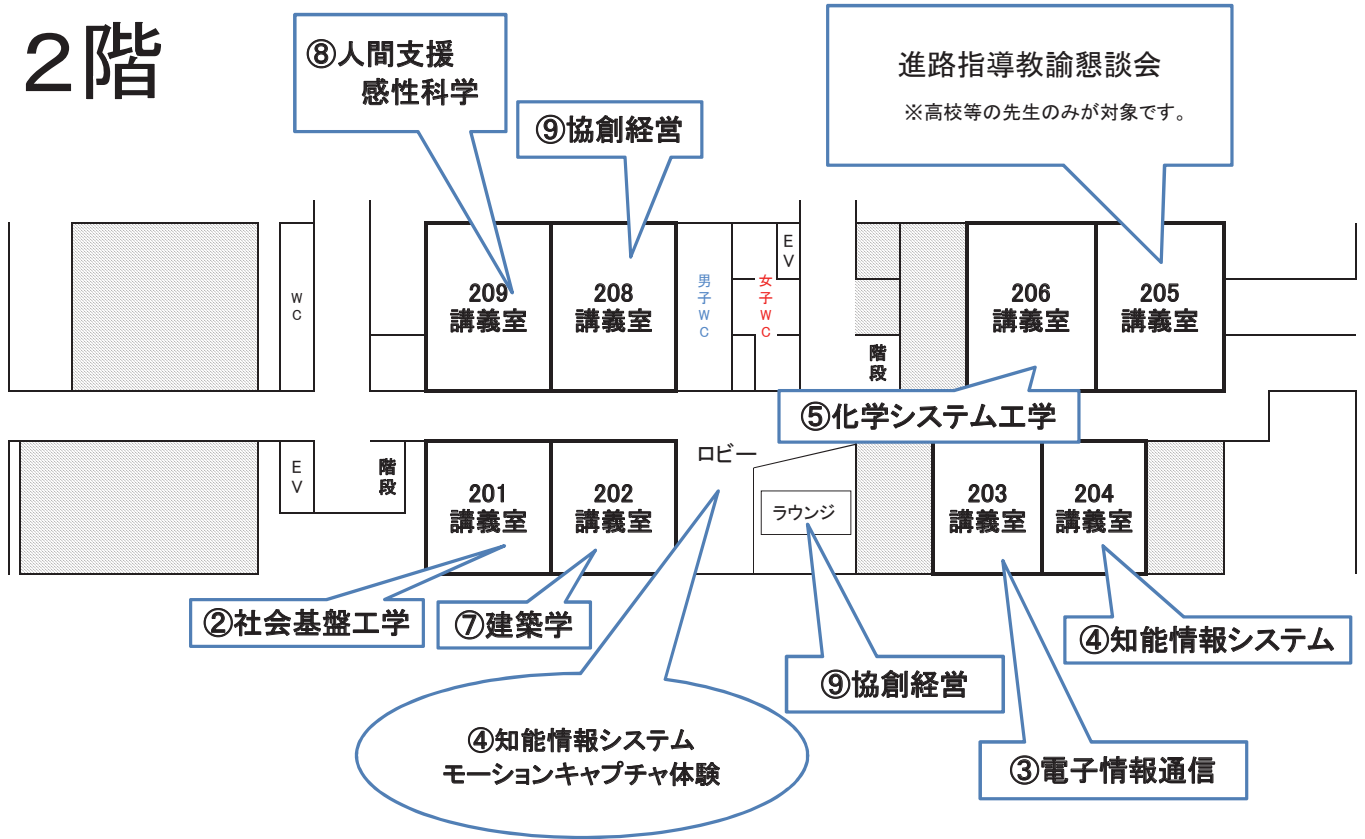 2階
⑧人間支援
感性科学
⑨協創経営
進路指導教諭懇談会
※高校等の先生のみが対象です。
WC
209
講義室
208
講義室
男子WC
女子WC
EV
階段
206
講義室
205
講義室
⑤化学システム工学
EV
階段
201
講義室
202
講義室
ロビー
ラウンジ
203
講義室
204
講義室
②社会基盤工学
⑦建築学
④知能情報システム
⑨協創経営
④知能情報システム
モーションキャプチャ体験
③電子情報通信